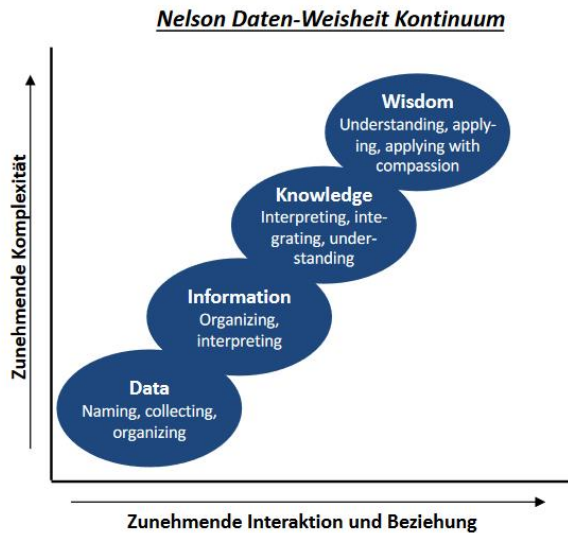 Nelson Daten-Weisheit Kontinuum
Zunehmende Komplexität
Wisdom
Understanding, apply-
ing, applying with
compassion
Knowledge
Interpreting, inte-
grating, under-
standing
Information
Organizing,
interpreting
Data
Naming, collecting,
organizing
Zunehmende Interaktion und Beziehung